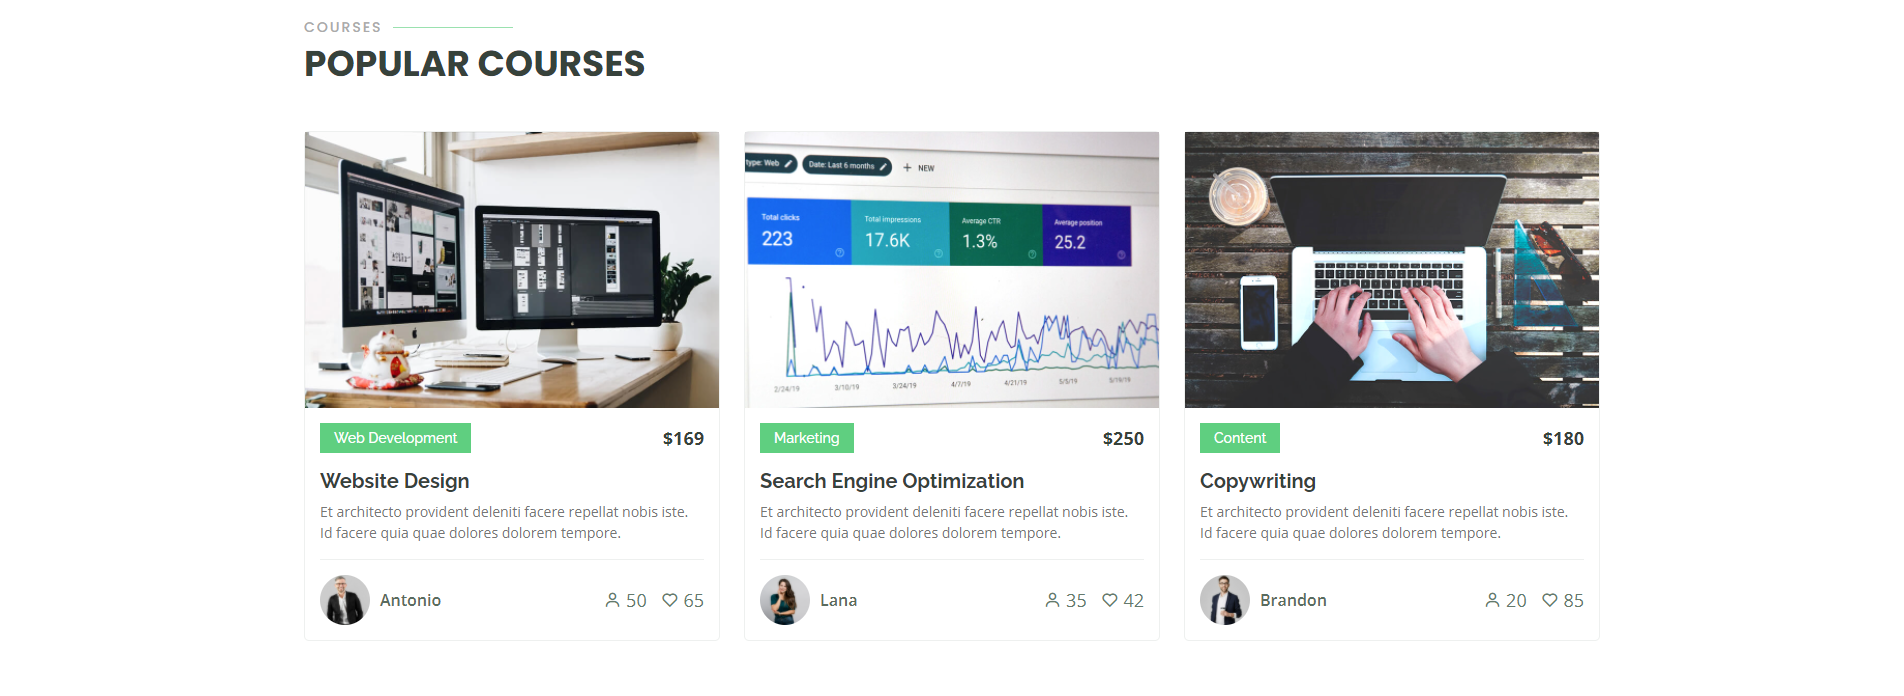 COURSES
POPULAR COURSES
type: Web
Date: Last 6 months
+ NEW
Total clicks
223
Total impressions
17.6K
Average CTR
1.3%
Average position
25.2
2/24/19 3/10/19 3/24/19 4/7/19 4/21/19 5/5/19 5/19/19
Web Development
$169
Website Design
Et architecto provident deleniti facere repellat nobis iste.
Id facere quia quae dolores dolorem tempore.
Antonio
50 65
Marketing
$250
Search Engine Optimization
Et architecto provident deleniti facere repellat nobis iste.
Id facere quia quae dolores dolorem tempore.
Lana
35 42
Content
$180
Copywriting
Et architecto provident deleniti facere repellat nobis iste.
Id facere quia quae dolores dolorem tempore.
Brandon
20 85